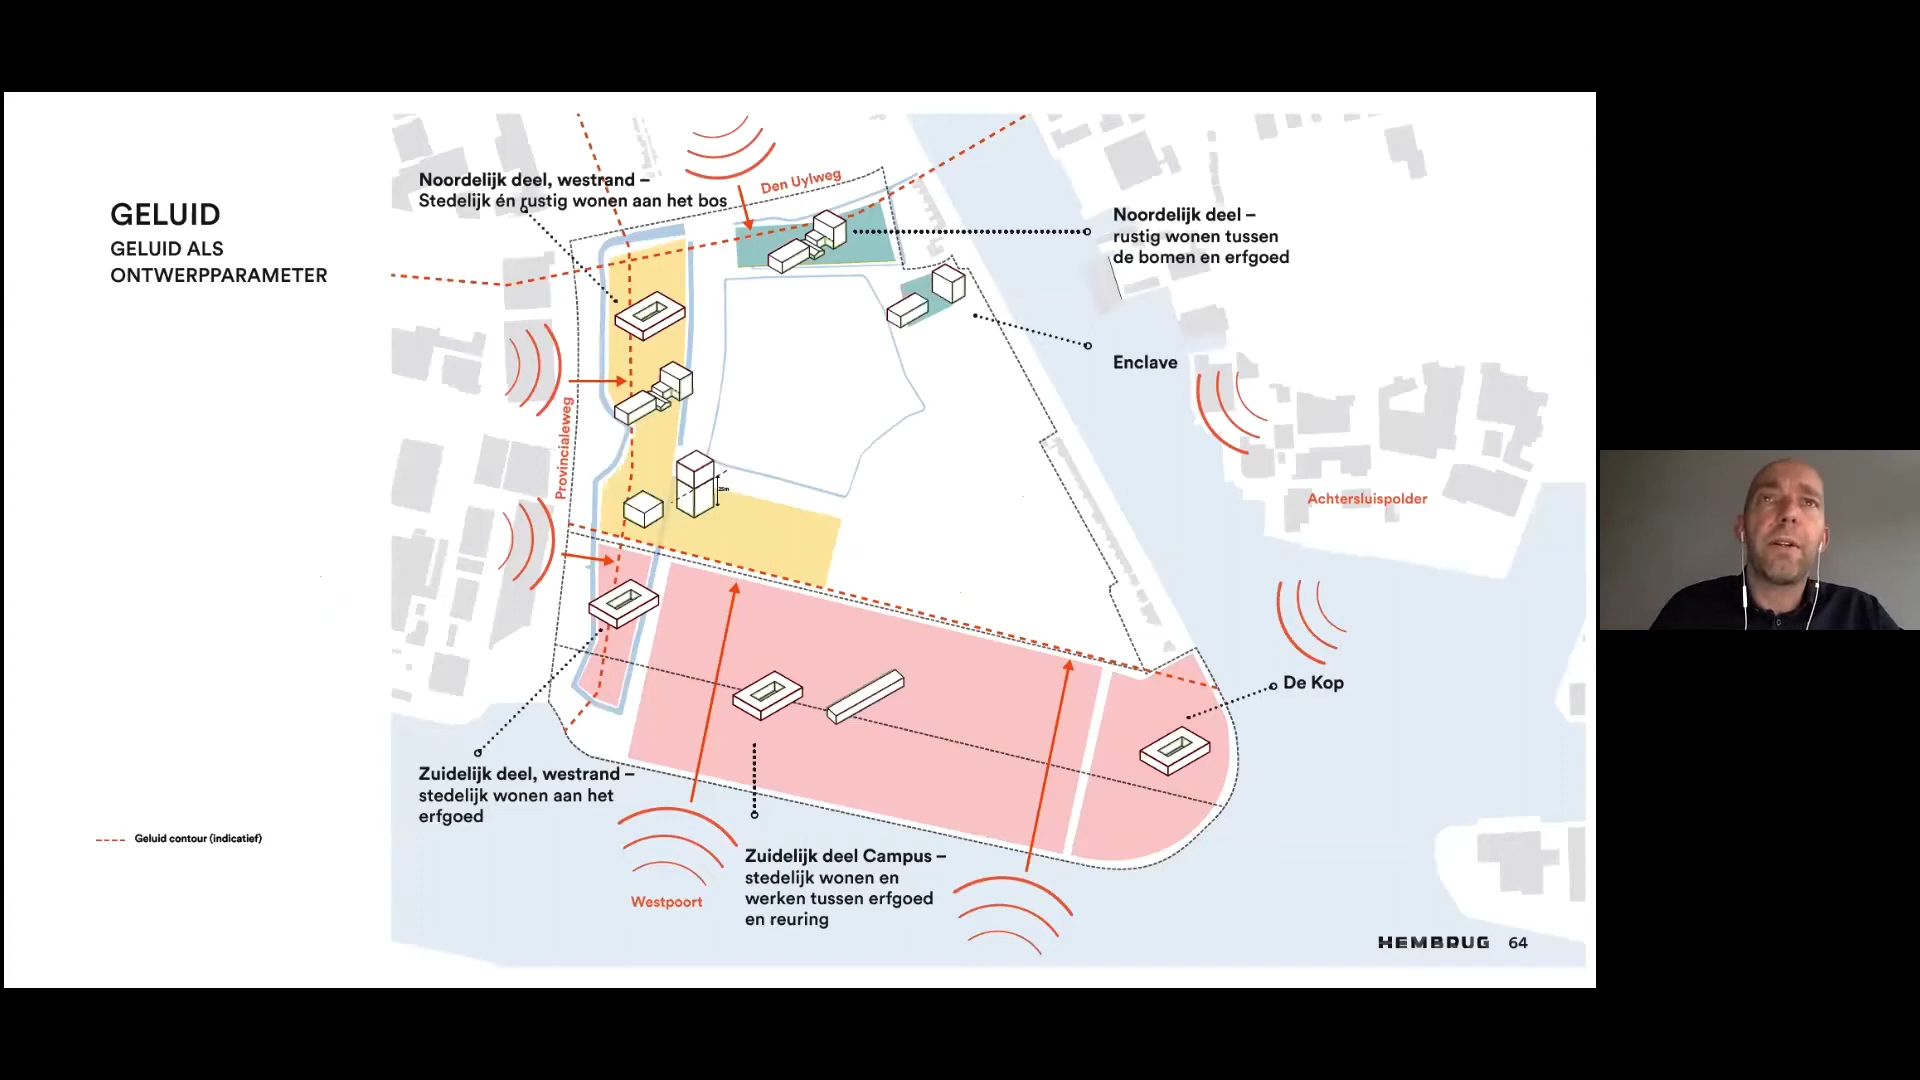 GELUID
GELUID ALS
ONTWERPPARAMETER
Geluid contour (indicatief)
Noordelijk deel, westrand –
Stedelijk én rustig wonen aan het bos
Den Uylweg
Noordelijk deel –
rustig wonen tussen
de bomen en erfgoed
Enclave
Provincialeweg
Achtersluispolder
De Kop
Zuidelijk deel, westrand –
stedelijk wonen aan het
erfgoed
Westpoort
Zuidelijk deel Campus –
stedelijk wonen en
werken tussen erfgoed
en reuring
HEMBRUG 64